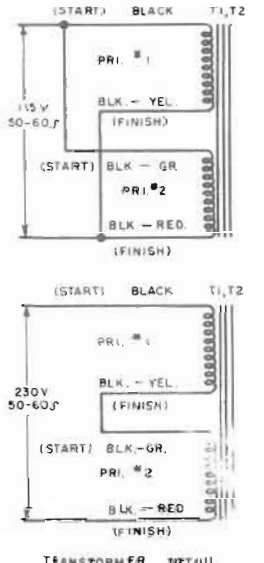 (START) BLACK T1,T2
PRI. #1
115 V
50-60∫
BLK - YEL.
(FINISH)
(START) BLK - GR.
PRI. #2
BLK - RED.
(FINISH)
(START) BLACK T1,T2
PRI. #1
230V
50-60∫
BLK. - YEL.
(FINISH)
(START) BLK-GR.
PRI. #2
BLK. - RED
(FINISH)
TRANSFORMER DETAIL